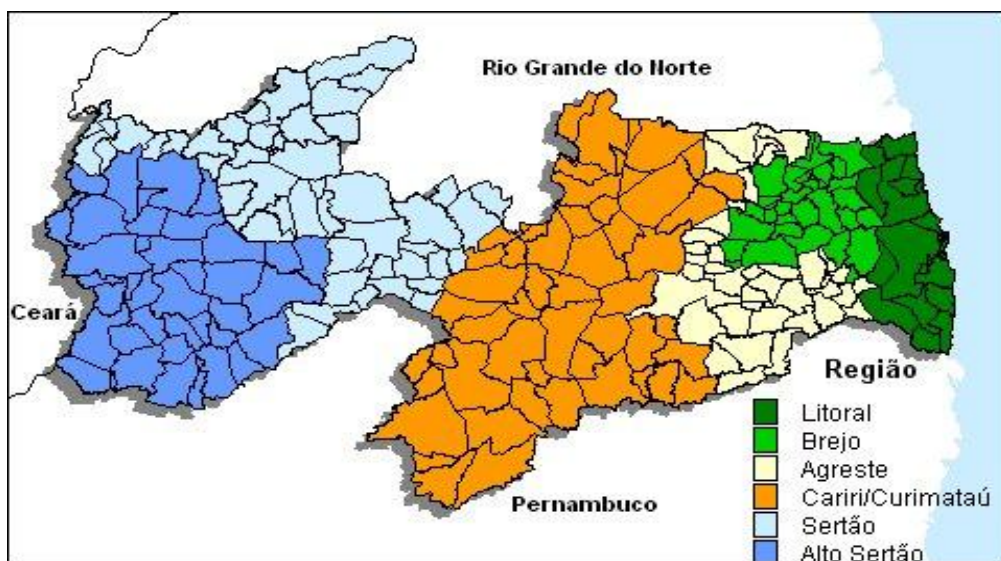 Rio Grande do Norte
Ceará
Pernambuco
Região
Litoral
Brejo
Agreste
Cariri/Curimataú
Sertão
Alto Sertão